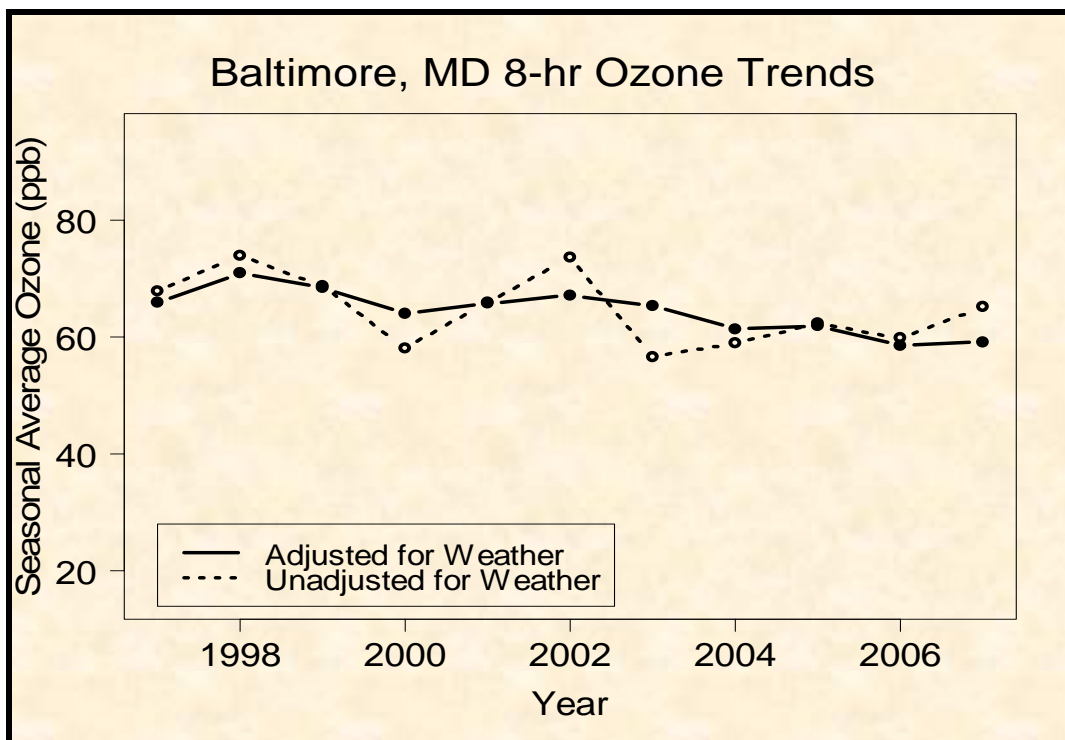 Baltimore, MD 8-hr Ozone Trends
Seasonal Average Ozone (ppb)
80
60
40
20
Adjusted for Weather
Unadjusted for Weather
1998 2000 2002 2004 2006
Year